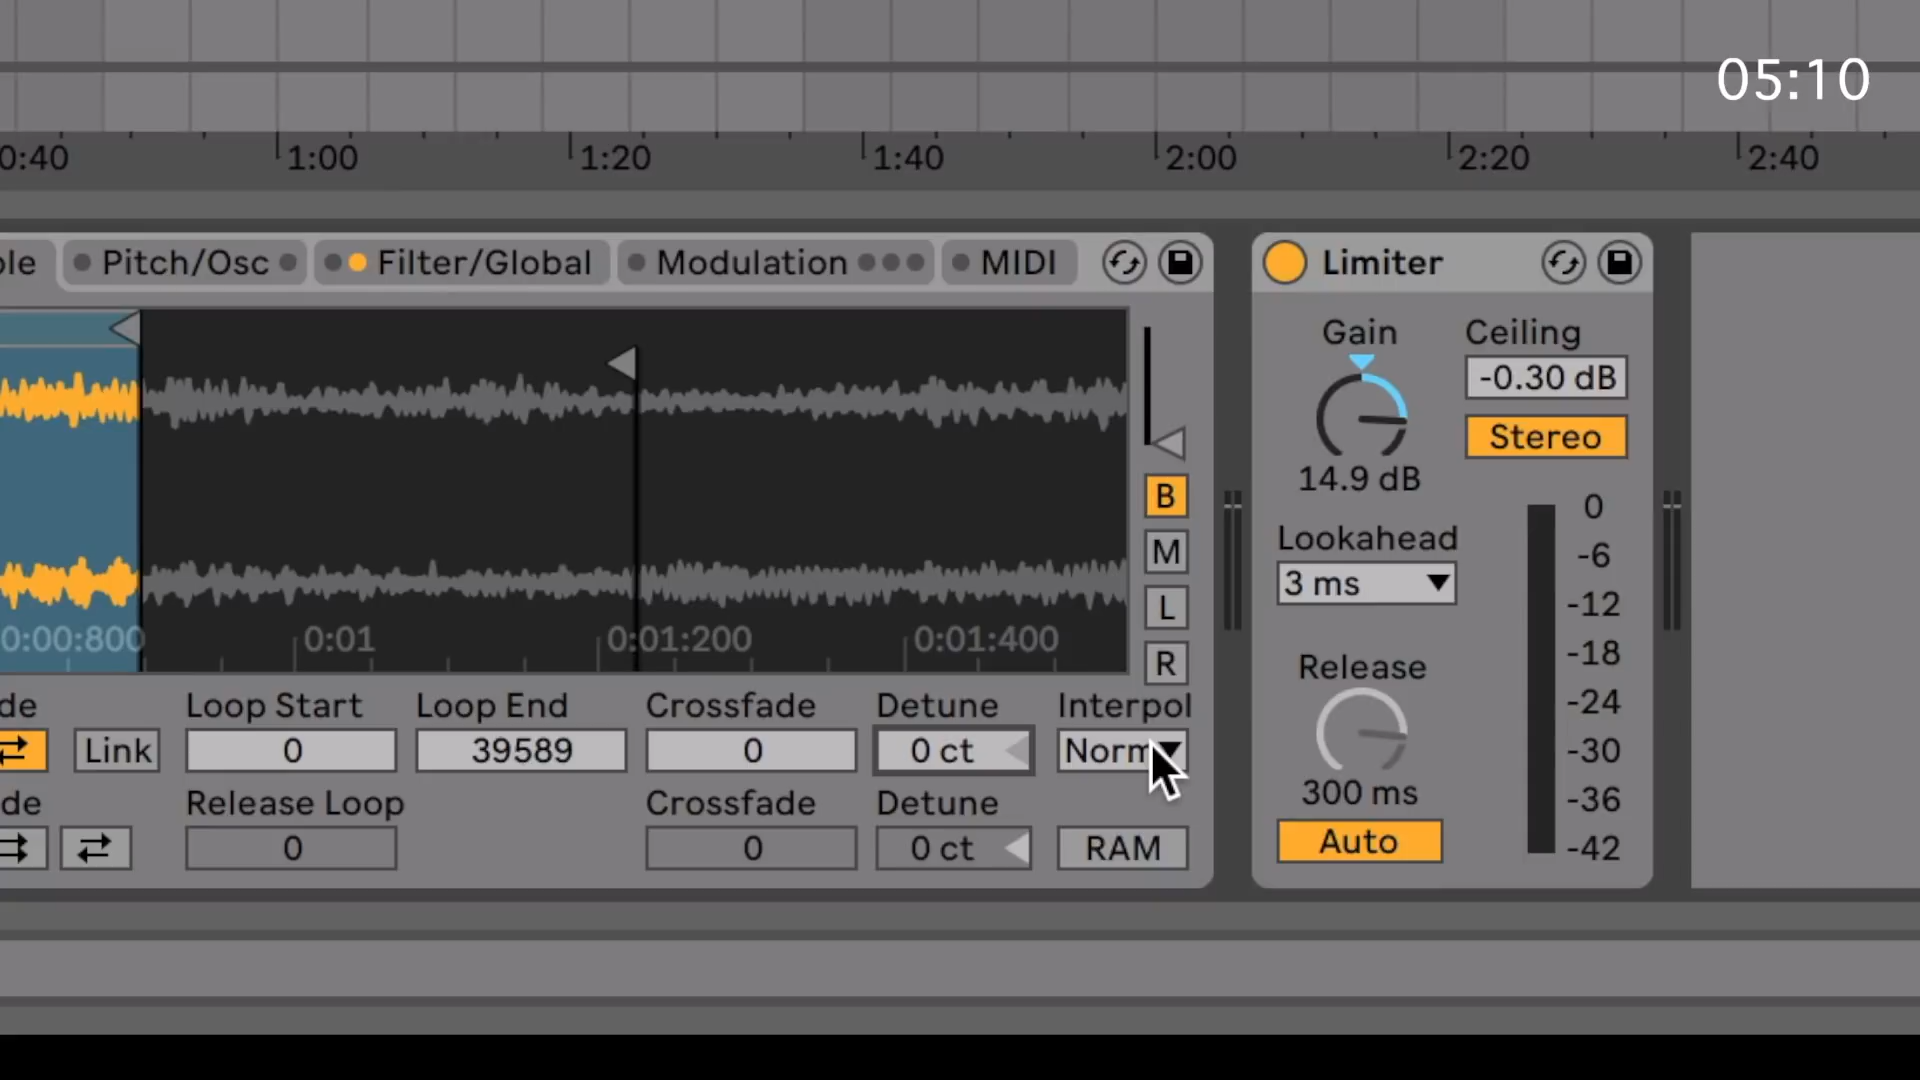 05:10
0:40 1:00 1:20 1:40 2:00 2:20 2:40
le Pitch/Osc Filter/Global Modulation MIDI
Limiter
Gain Ceiling
-0.30 dB
Stereo
14.9 dB
B
M
L
R
Lookahead
3 ms
Release
300 ms
Auto
0
-6
-12
-18
-24
-30
-36
-42
0:00:800 0:01 0:01:200 0:01:400
de Loop Start Loop End Crossfade Detune Interpol
Link 0 39589 0 0 ct Norm
de Release Loop Crossfade Detune
0 0 0 ct RAM